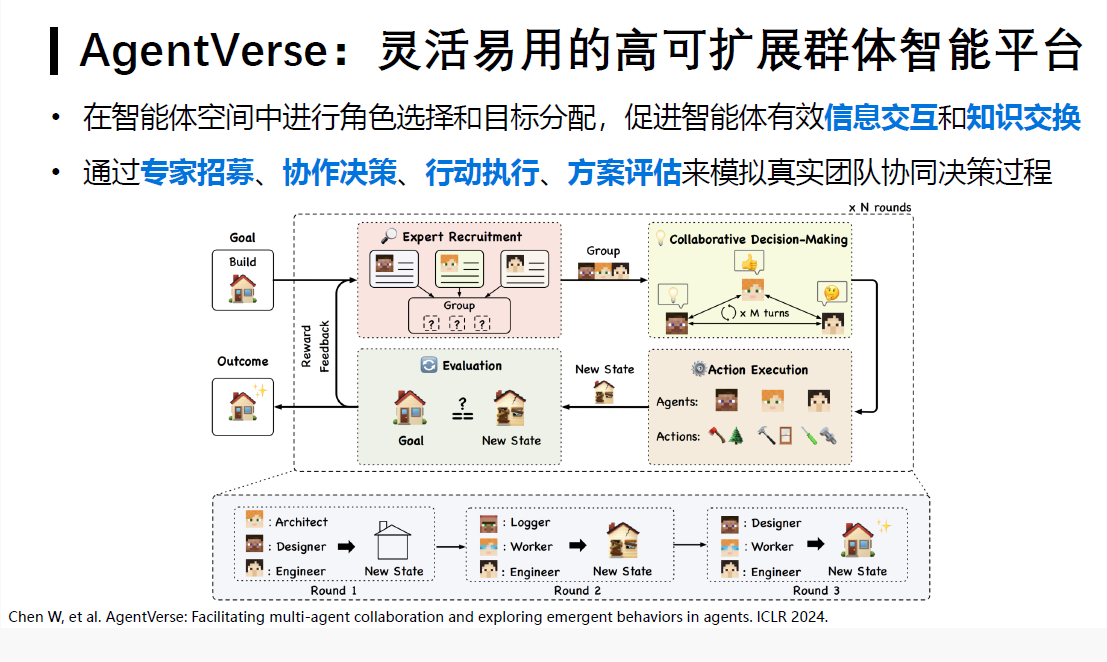 AgentVerse：灵活易用的高可扩展群体智能平台
• 在智能体空间中进行角色选择和目标分配，促进智能体有效信息交互和知识交换
• 通过专家招募、协作决策、行动执行、方案评估来模拟真实团队协同决策过程
x N rounds
Goal
Build
Expert Recruitment
Group
? ? ?
Group
Collaborative Decision-Making
x M turns
Reward
Feedback
Outcome
Evaluation
?
==
Goal
New State
New State
Action Execution
Agents:
Actions:
: Architect
: Designer
: Engineer
New State
Round 1
: Logger
: Worker
: Engineer
New State
Round 2
: Designer
: Worker
: Engineer
New State
Round 3
Chen W, et al. AgentVerse: Facilitating multi-agent collaboration and exploring emergent behaviors in agents. ICLR 2024.